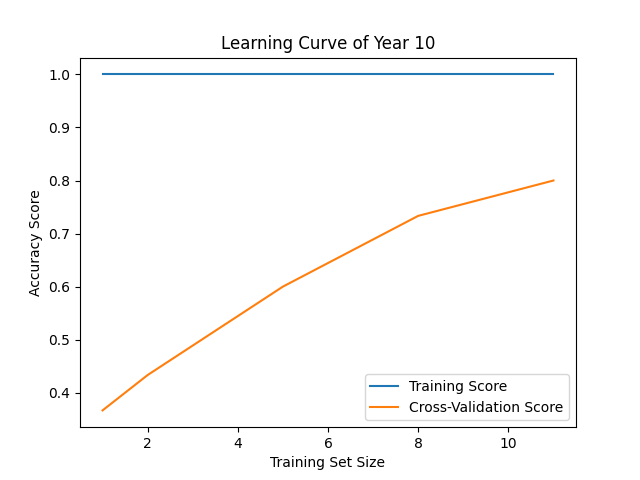 Learning Curve of Year 10
1.0
0.9
0.8
0.7
0.6
0.5
0.4
Accuracy Score
Training Score
Cross-Validation Score
2 4 6 8 10
Training Set Size